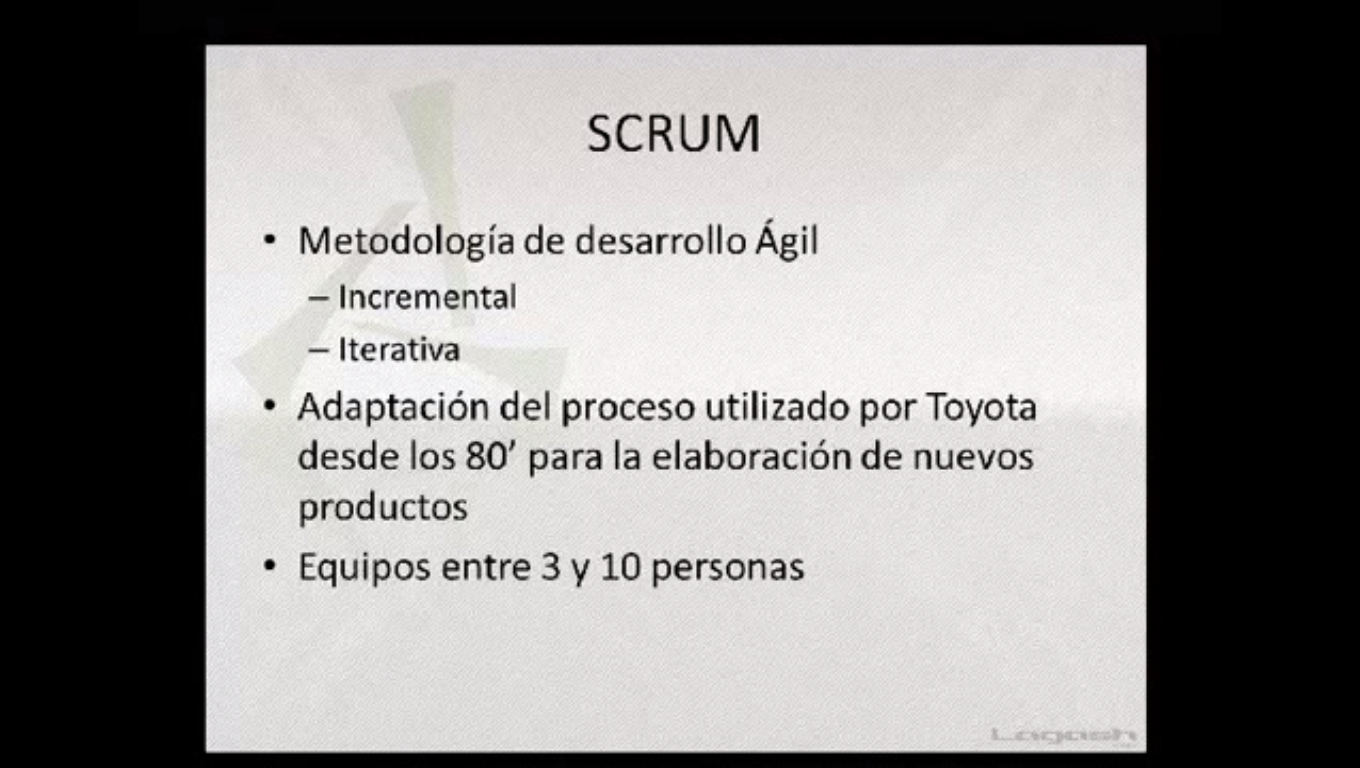 SCRUM
• Metodología de desarrollo Ágil
– Incremental
– Iterativa
• Adaptación del proceso utilizado por Toyota
desde los 80’ para la elaboración de nuevos
productos
• Equipos entre 3 y 10 personas
Lagash